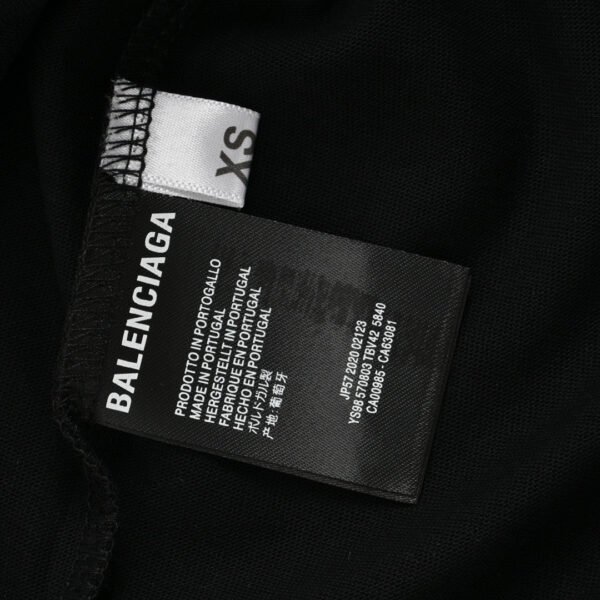 XS
BALENCIAGA
PRODOTTO IN PORTOGALLO
MADE IN PORTUGAL
HERGESTELLT IN PORTUGAL
FABRIQUE EN PORTUGAL
HECHO EN PORTUGAL
ポルトガル製
产地:葡萄牙
JP57 2020 02123
YS98 570803 TBV42 5840
CA00985 - CA63081